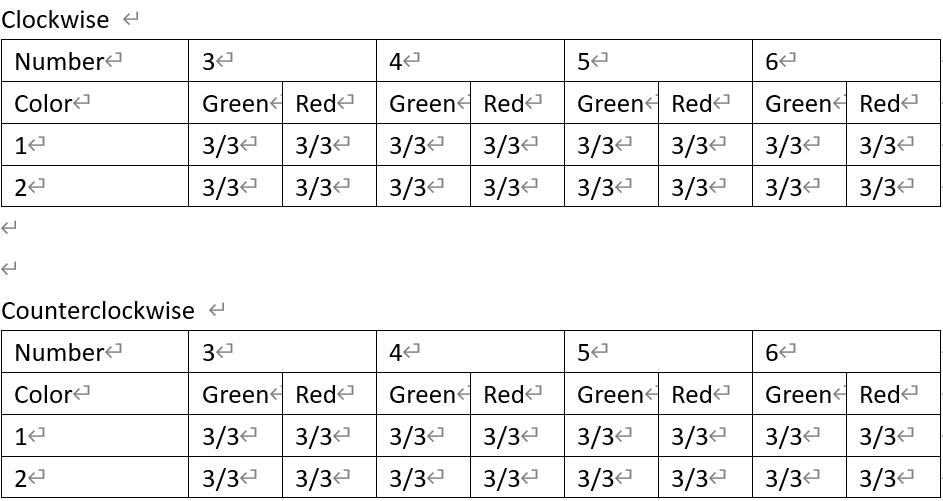 Clockwise
Number 3 4 5 6
Color Green Red Green Red Green Red Green Red
1 3/3 3/3 3/3 3/3 3/3 3/3 3/3 3/3
2 3/3 3/3 3/3 3/3 3/3 3/3 3/3 3/3
Counterclockwise
Number 3 4 5 6
Color Green Red Green Red Green Red Green Red
1 3/3 3/3 3/3 3/3 3/3 3/3 3/3 3/3
2 3/3 3/3 3/3 3/3 3/3 3/3 3/3 3/3